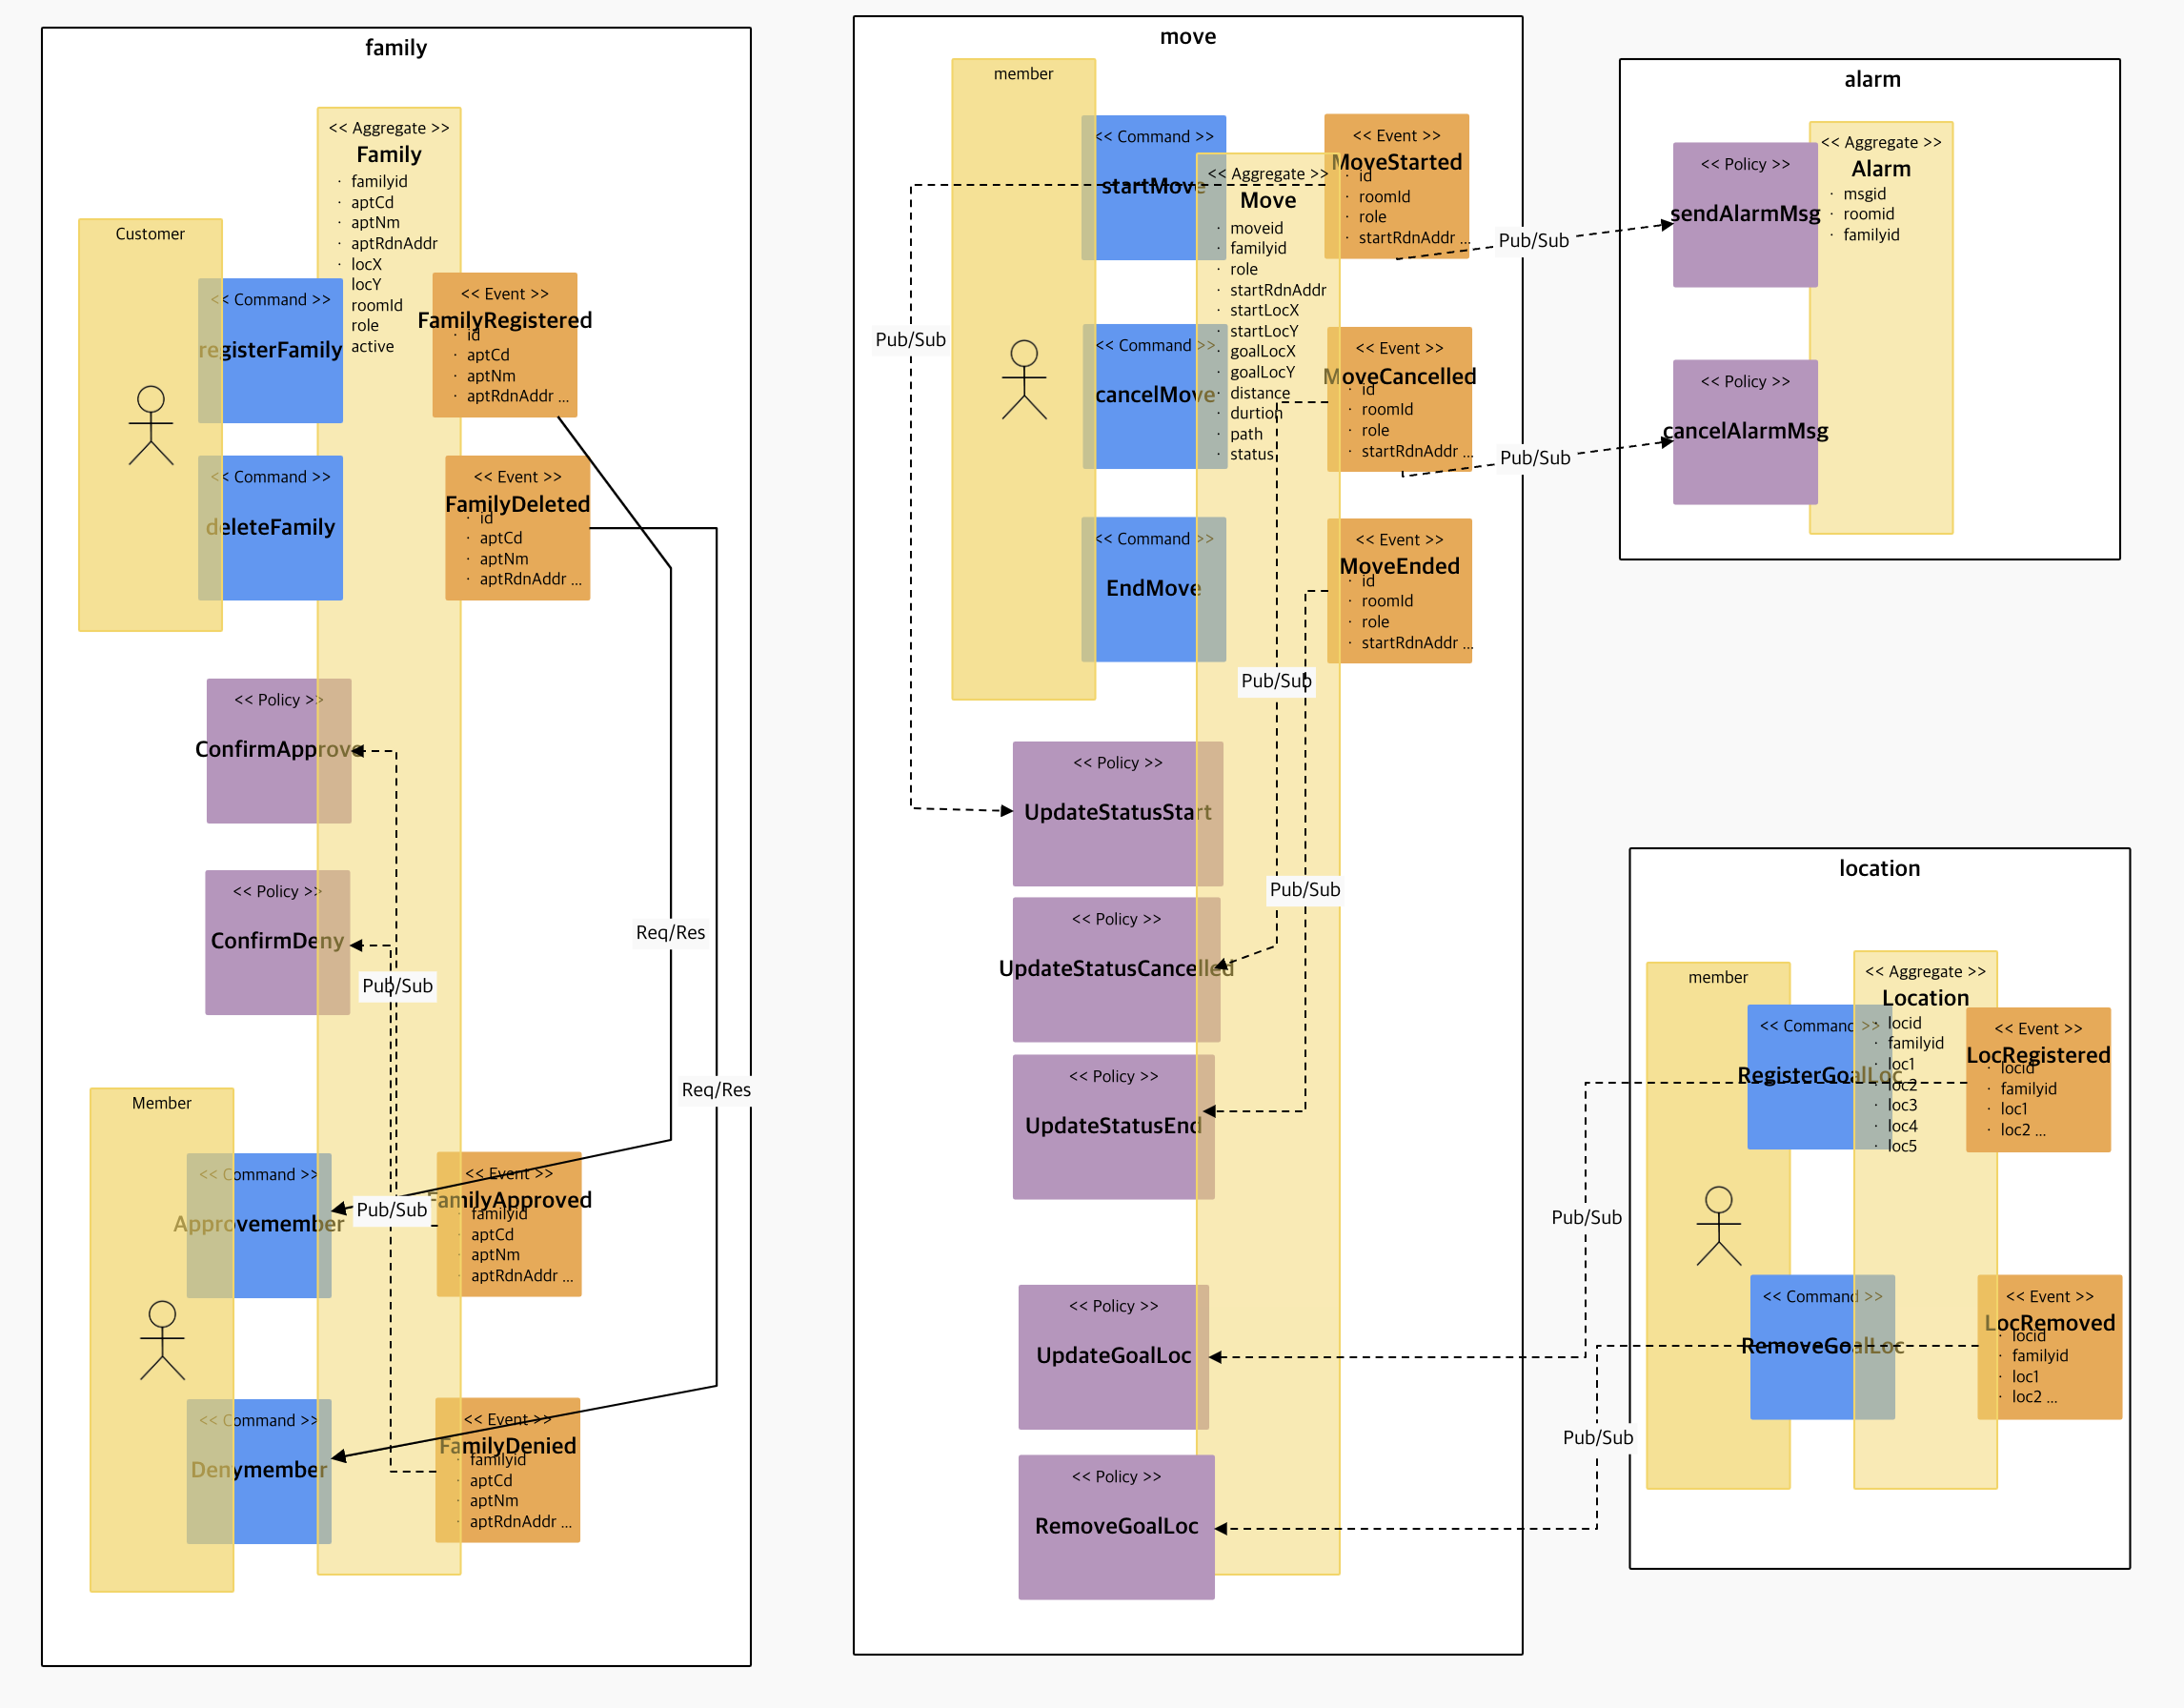 family
<< Aggregate >>
Family
· familyid
· aptCd
· aptNm
· aptRdnAddr
· locX
locY
roomId
role
active
Customer
<< Command >>
registerFamily
<< Event >>
FamilyRegistered
· id
· aptCd
· aptNm
· aptRdnAddr ...
<< Command >>
deleteFamily
<< Event >>
FamilyDeleted
· id
· aptCd
· aptNm
· aptRdnAddr ...
<< Policy >>
ConfirmApprove
<< Policy >>
ConfirmDeny
Pub/Sub
Req/Res
Req/Res
Member
<< Command >>
Approvemember
Pub/Sub
<< Event >>
FamilyApproved
· familyid
· aptCd
· aptNm
· aptRdnAddr ...
<< Command >>
Denymember
<< Event >>
FamilyDenied
· familyid
· aptCd
· aptNm
· aptRdnAddr ...
move
member
<< Command >>
startMove
<< Aggregate >>
Move
· moveid
· familyid
· role
· startRdnAddr
· startLocX
· startLocY
· goalLocX
· goalLocY
· distance
· durtion
· path
· status
<< Event >>
MoveStarted
· id
· roomId
· role
· startRdnAddr ...
Pub/Sub
Pub/Sub
<< Command >>
cancelMove
<< Event >>
MoveCancelled
· id
· roomId
· role
· startRdnAddr ...
Pub/Sub
<< Command >>
EndMove
<< Event >>
MoveEnded
· id
· roomId
· role
· startRdnAddr ...
Pub/Sub
<< Policy >>
UpdateStatusStart
Pub/Sub
<< Policy >>
UpdateStatusCancelled
<< Policy >>
UpdateStatusEnd
<< Policy >>
UpdateGoalLoc
<< Policy >>
RemoveGoalLoc
alarm
<< Policy >>
sendAlarmMsg
<< Aggregate >>
Alarm
· msgid
· roomid
· familyid
<< Policy >>
cancelAlarmMsg
location
member
<< Command >>
RegisterGoalLoc
<< Aggregate >>
Location
· locid
· familyid
· loc1
· loc2
· loc3
· loc4
· loc5
<< Event >>
LocRegistered
· locid
· familyid
· loc1
· loc2 ...
Pub/Sub
<< Command >>
RemoveGoalLoc
<< Event >>
LocRemoved
· locid
· familyid
· loc1
· loc2 ...
Pub/Sub